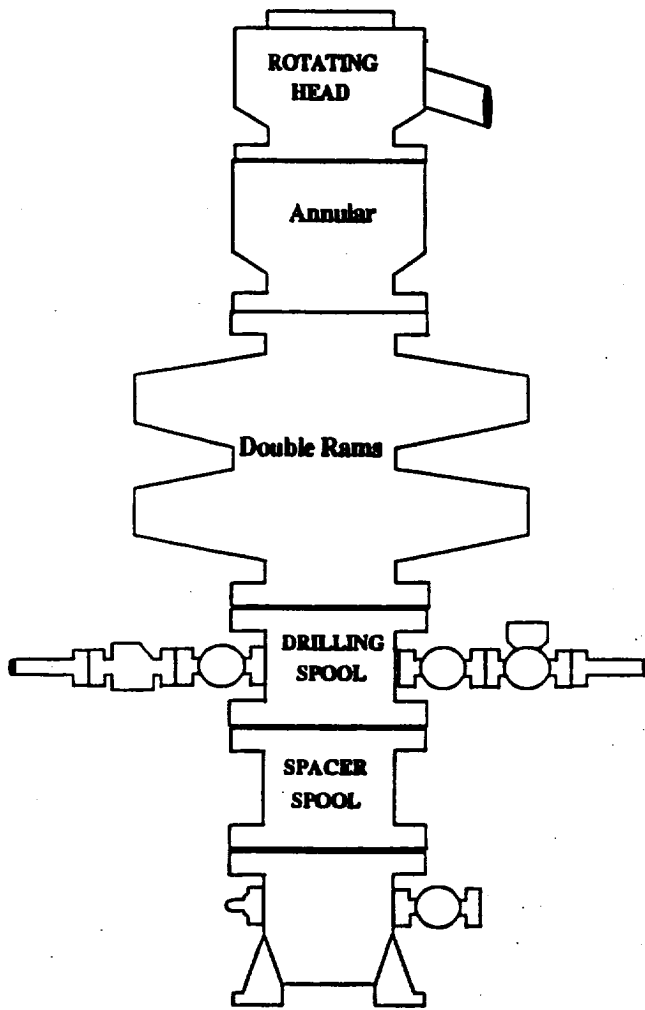 ROTATING
HEAD
Annular
Double Rams
DRILLING
SPOOL
SPACER
SPOOL